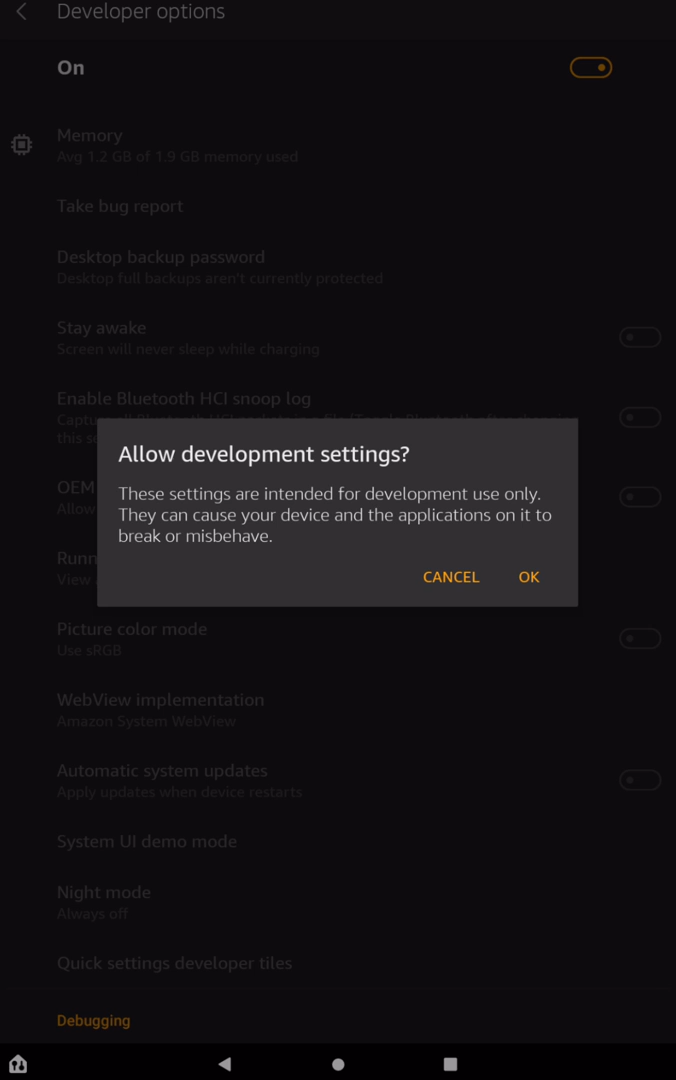 Developer options
On
Memory
Avg 1.2 GB of 1.9 GB memory used
Take bug report
Desktop backup password
Desktop full backups aren't currently protected
Stay awake
Screen will never sleep while charging
Enable Bluetooth HCI snoop log
this
Allow development settings?
These settings are intended for development use only.
They can cause your device and the applications on it to
break or misbehave.
CANCEL
OK
OEM
Allow
View
Picture color mode
Use sRGB
WebView implementation
Amazon System WebView
Automatic system updates
Apply updates when device restarts
System UI demo mode
Night mode
Always off
Quick settings developer tiles
Debugging